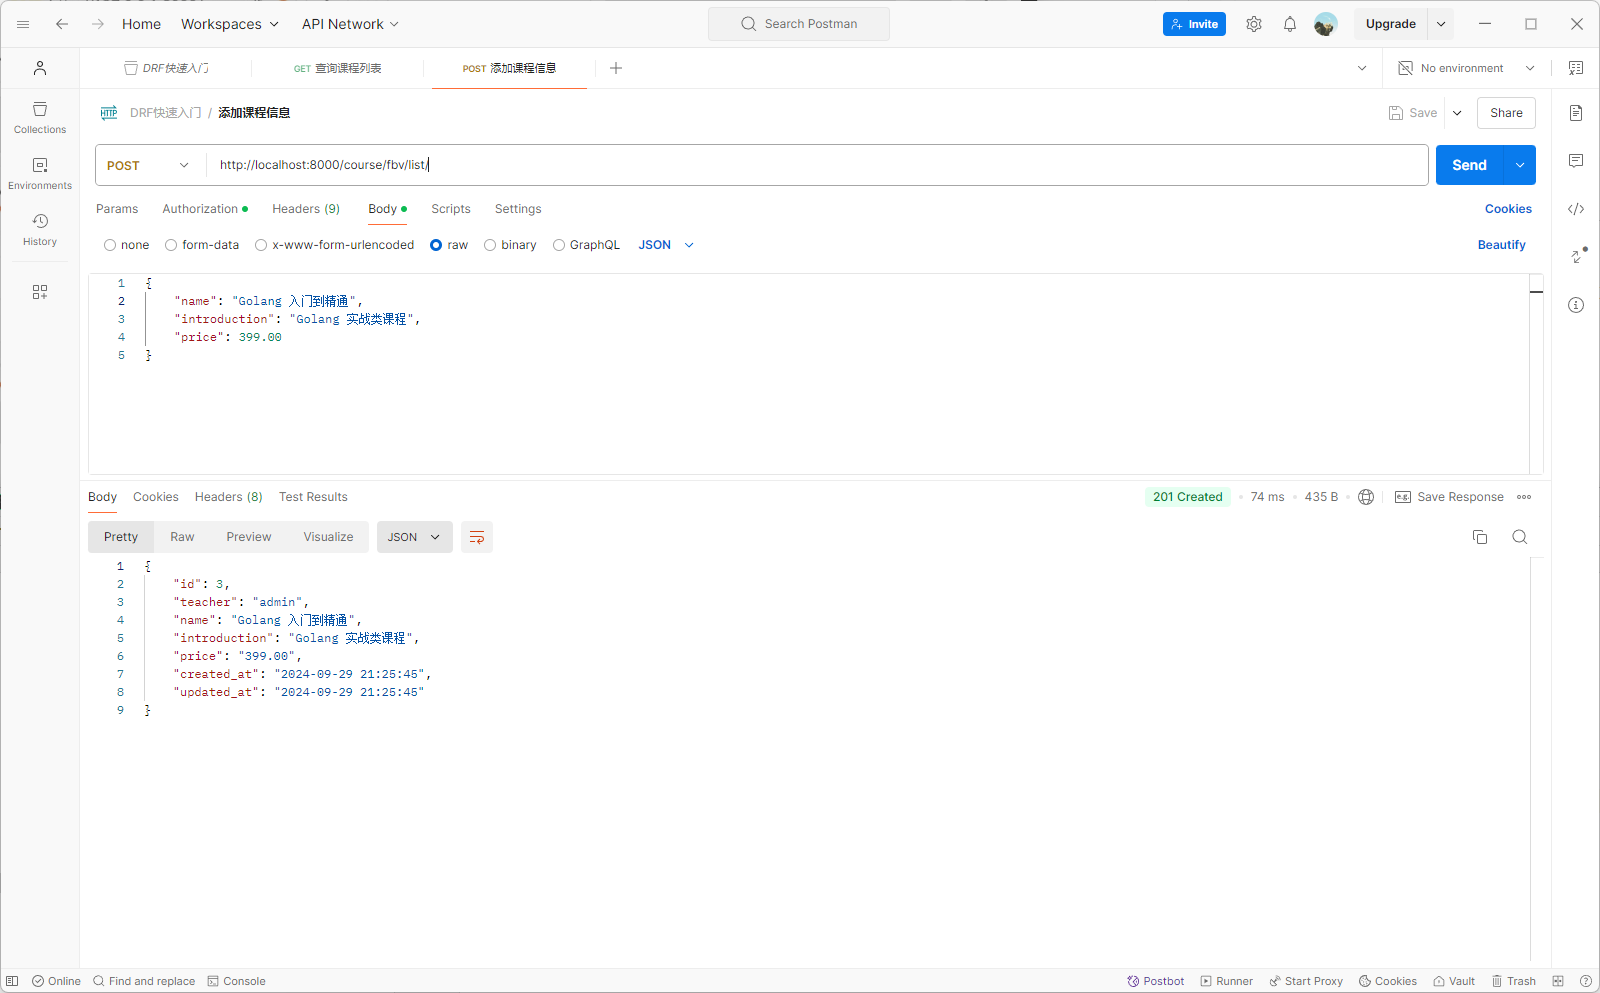 Home Workspaces API Network Search Postman Invite Upgrade
DRF快速入门 GET 查询课程列表 POST 添加课程信息 No environment
HTTP DRF快速入门 / 添加课程信息 Save Share
Collections
POST http://localhost:8000/course/fbv/list/ Send
Environments
Params Authorization Headers (9) Body Scripts Settings Cookies
History
none form-data x-www-form-urlencoded raw binary GraphQL JSON Beautify
1 {
2 "name": "Golang 入门到精通",
3 "introduction": "Golang 实战类课程",
4 "price": 399.00
5 }
Body Cookies Headers (8) Test Results 201 Created 74 ms 435 B e.g. Save Response
Pretty Raw Preview Visualize JSON
1 {
2 "id": 3,
3 "teacher": "admin",
4 "name": "Golang 入门到精通",
5 "introduction": "Golang 实战类课程",
6 "price": "399.00",
7 "created_at": "2024-09-29 21:25:45",
8 "updated_at": "2024-09-29 21:25:45"
9 }
Online Find and replace Console Postbot Runner Start Proxy Cookies Vault Trash